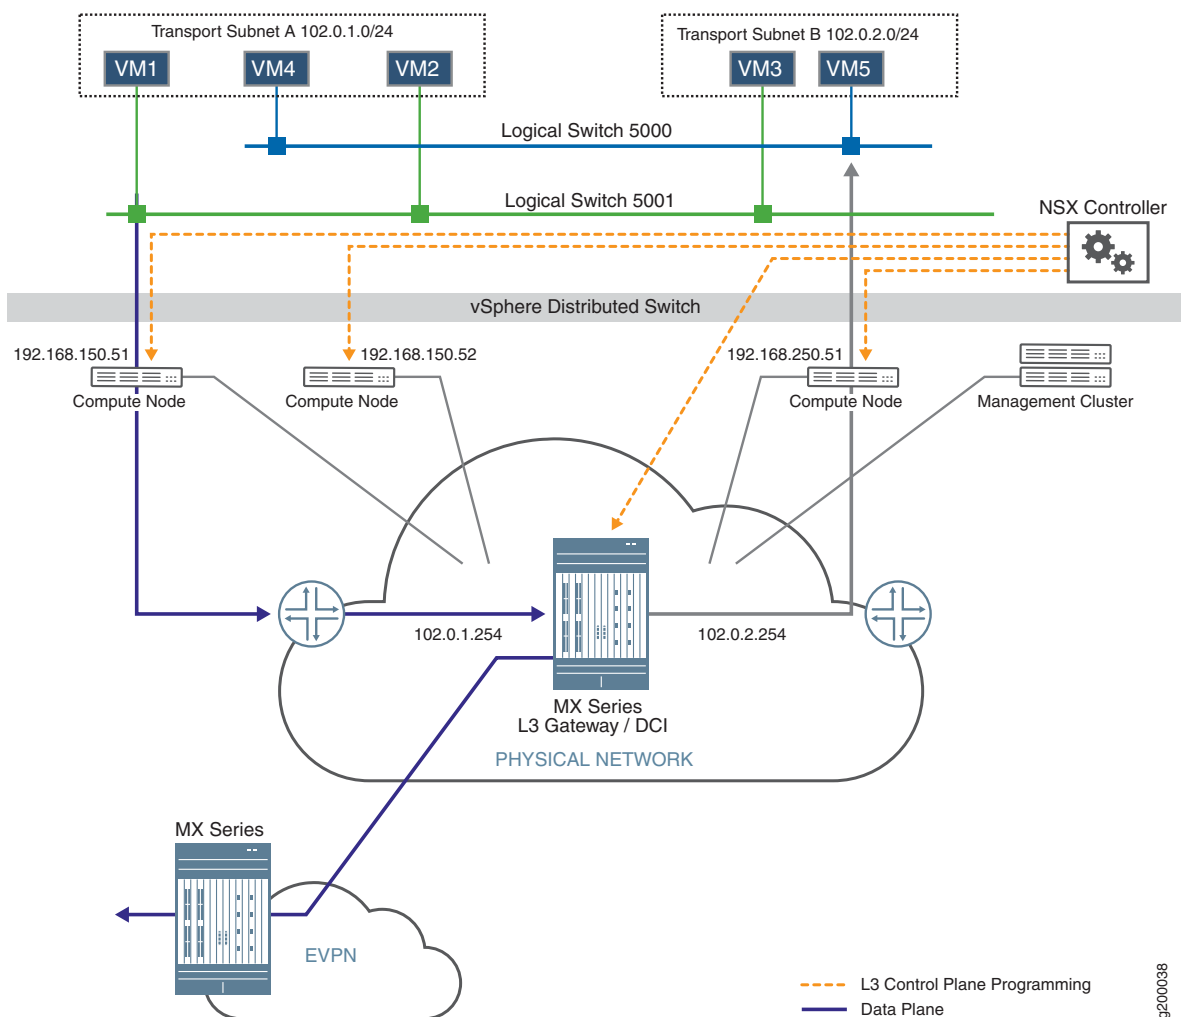 Transport Subnet A 102.0.1.0/24
Transport Subnet B 102.0.2.0/24
VM1
VM4
VM2
VM3
VM5
Logical Switch 5000
Logical Switch 5001
NSX Controller
vSphere Distributed Switch
192.168.150.51
192.168.150.52
192.168.250.51
Compute Node
Compute Node
Compute Node
Management Cluster
102.0.1.254
102.0.2.254
MX Series
L3 Gateway / DCI
PHYSICAL NETWORK
MX Series
EVPN
L3 Control Plane Programming
Data Plane
g200038